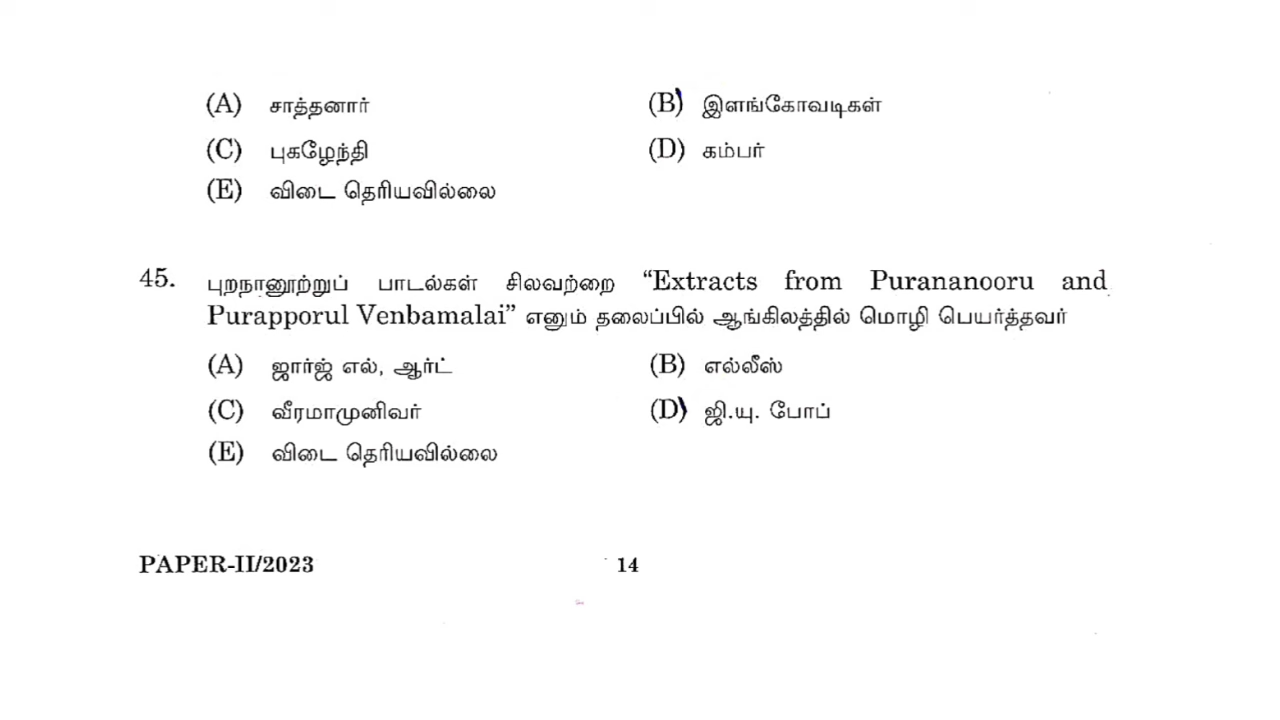 (A) சாத்தனார் (B) இளங்கோவடிகள்
(C) புகழேந்தி (D) கம்பர்
(E) விடை தெரியவில்லை
45. புறநானூற்றுப் பாடல்கள் சிலவற்றை “Extracts from Purananooru and
Purapporul Venbamalai” எனும் தலைப்பில் ஆங்கிலத்தில் மொழி பெயர்த்தவர்
(A) ஜார்ஜ் எல், ஆர்ட் (B) எல்லீஸ்
(C) வீரமாமுனிவர் (D) ஜி.யு. போப்
(E) விடை தெரியவில்லை
PAPER-II/2023 14